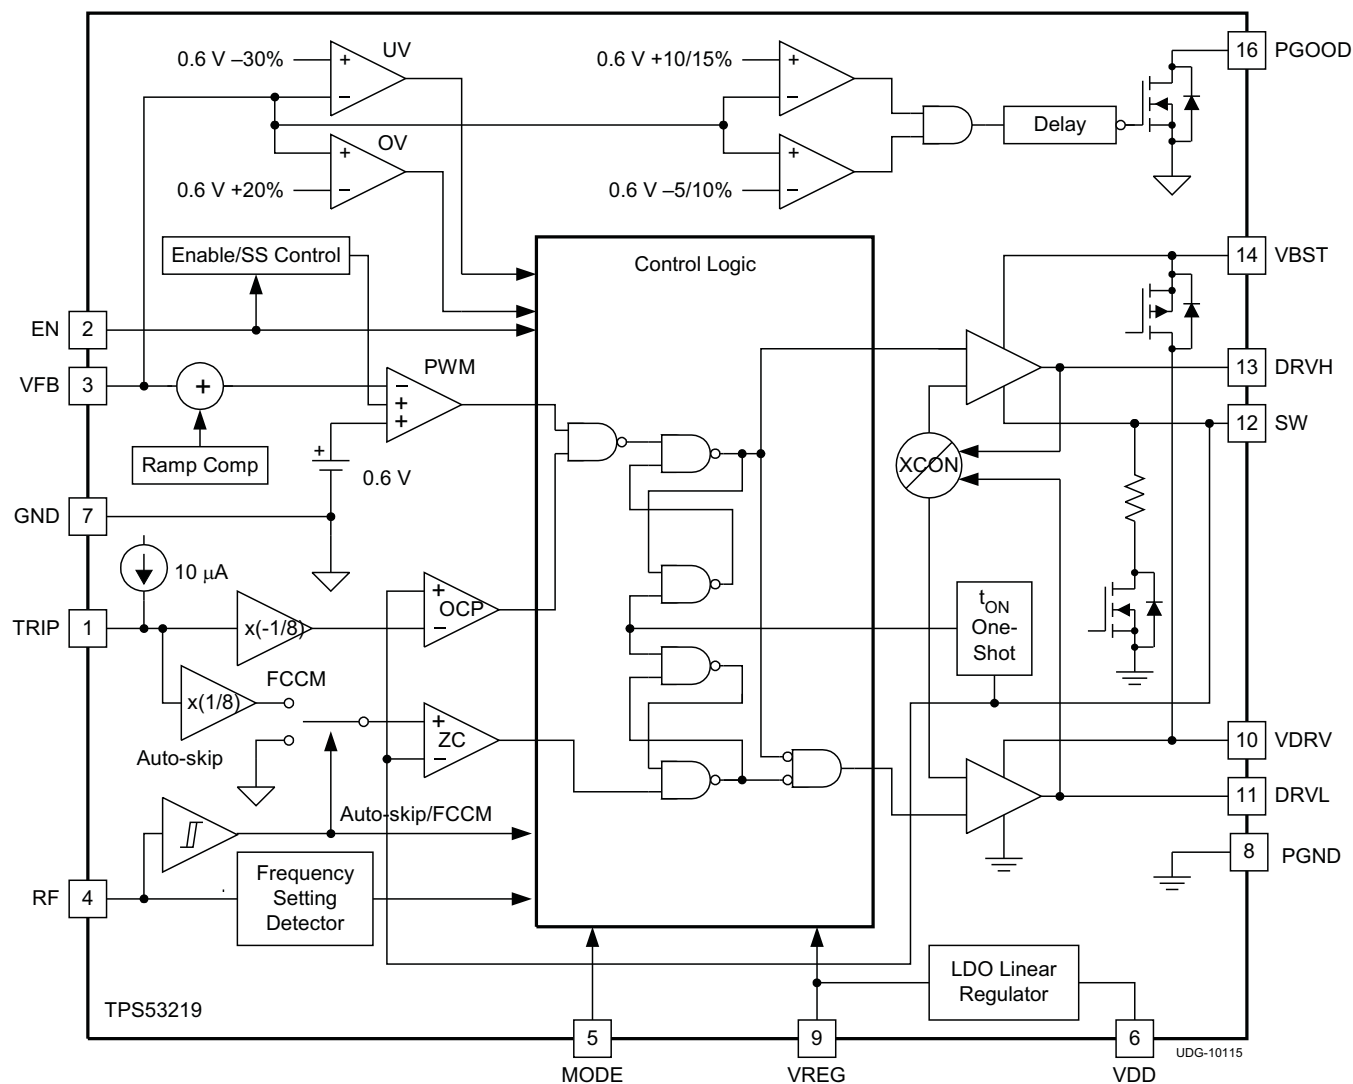 0.6 V –30%
+
–
UV
0.6 V +10/15%
+
–
16
PGOOD
Delay
+
–
OV
0.6 V +20%
+
–
0.6 V –5/10%
Enable/SS Control
Control Logic
14
VBST
EN
2
VFB
3
+
–
+
+
PWM
13
DRVH
12
SW
Ramp Comp
+
0.6 V
XCON
GND
7
10 µA
TRIP
1
x(-1/8)
+
OCP
–
tON
One-
Shot
FCCM
x(1/8)
Auto-skip
+
ZC
–
10
VDRV
11
DRVL
Auto-skip/FCCM
8
PGND
RF
4
Frequency
Setting
Detector
LDO Linear
Regulator
TPS53219
5
MODE
9
VREG
6
VDD
UDG-10115